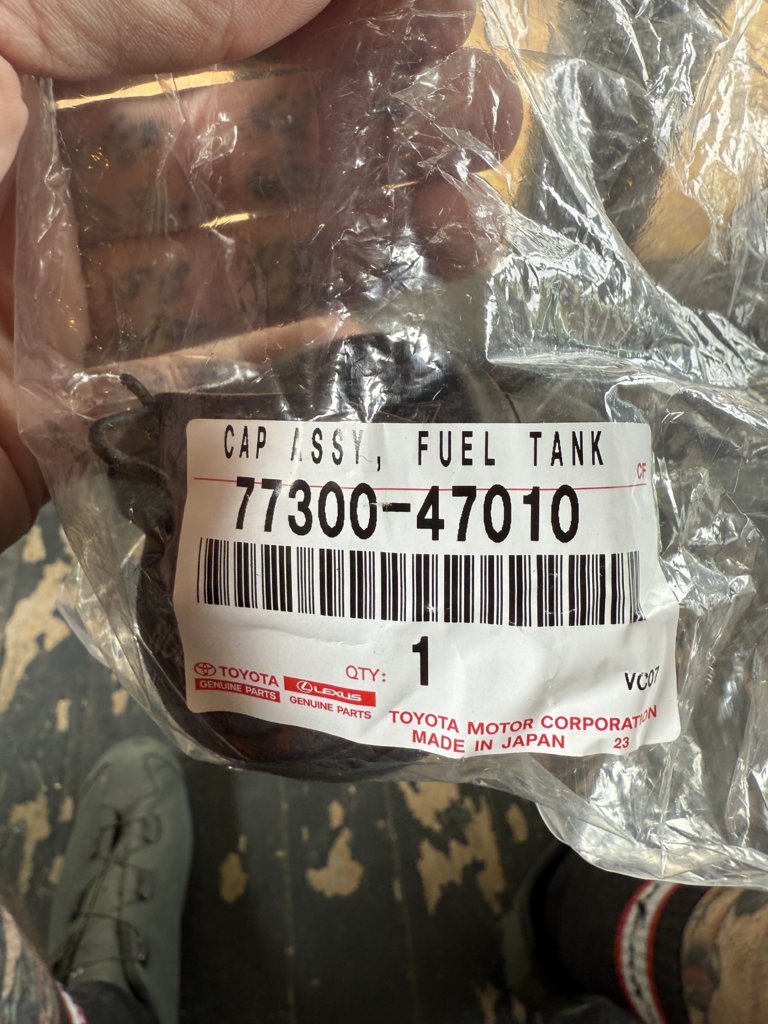 CAP ASSY, FUEL TANK
CF
77300-47010
QTY: 1
VC07
TOYOTA
GENUINE PARTS
LEXUS
GENUINE PARTS
TOYOTA MOTOR CORPORATION
MADE IN JAPAN 23